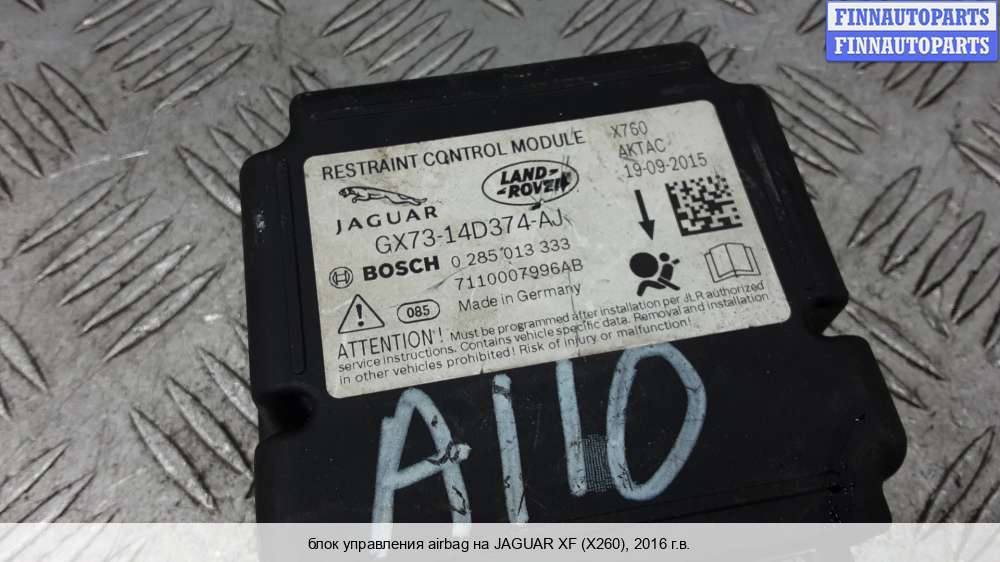 FINNAUTOPARTS
FINNAUTOPARTS
RESTRAINT CONTROL MODULE
X760
AKTAC
19-09-2015
JAGUAR
LAND-
-ROVER
GX73-14D374-AJ
BOSCH 0 285 013 333
7110007996AB
085
Made in Germany
ATTENTION! Must be programmed after installation per JLR authorized
service instructions. Contains vehicle specific data. Removal and installation
in other vehicles prohibited! Risk of injury or malfunction!
A110
блок управления airbag на JAGUAR XF (X260), 2016 г.в.